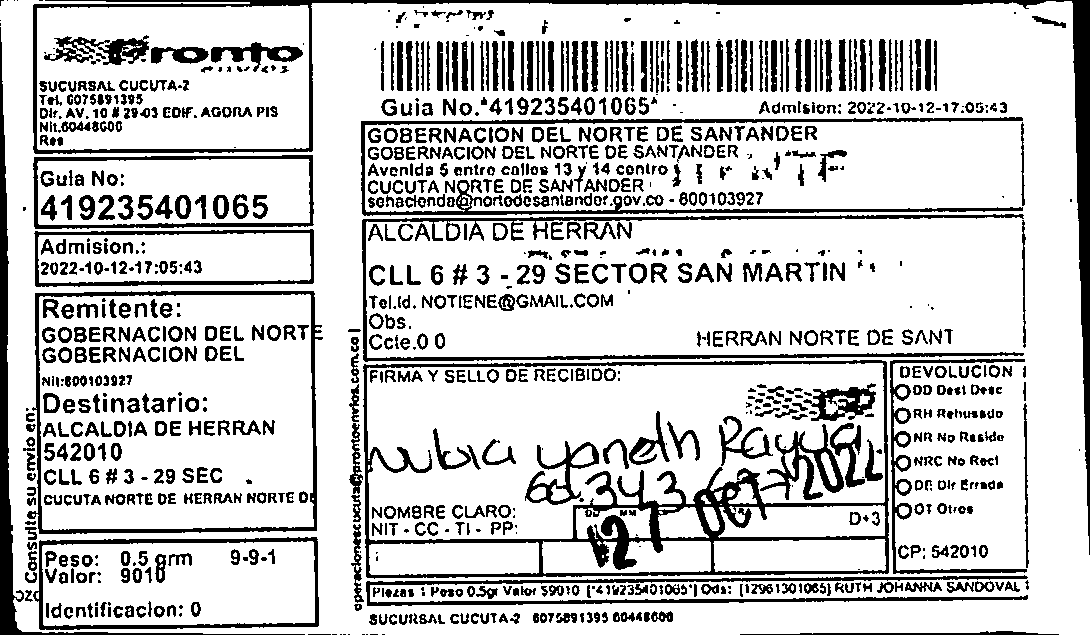 Pronto
envios
SUCURSAL CUCUTA-2
Tel. 6075891395
Dir. AV. 10 # 29-03 EDIF. AGORA PIS
Nit.60448600
Res
Guia No:
419235401065
Admision.:
2022-10-12-17:05:43
Remitente:
GOBERNACION DEL NORTE
GOBERNACION DEL
Nit:800103927
Destinatario:
ALCALDIA DE HERRAN
542010
CLL 6 # 3 - 29 SEC
CUCUTA NORTE DE HERRAN NORTE DE
Peso: 0.5 grm 9-9-1
Valor: 9010
Identificacion: 0
Consulte su envio en:
Guia No.*419235401065*
Admision: 2022-10-12-17:05:43
GOBERNACION DEL NORTE DE SANTANDER
GOBERNACION DEL NORTE DE SANTANDER
Avenida 5 entre calles 13 y 14 centro
CUCUTA NORTE DE SANTANDER
sehacienda@nortedesantander.gov.co - 800103927
ALCALDIA DE HERRAN
CLL 6 # 3 - 29 SECTOR SAN MARTIN
Tel.Id. NOTIENE@GMAIL.COM
Obs.
Ccte.0 0
HERRAN NORTE DE SANT
operacionescucuta@prontoenvios.com.co
FIRMA Y SELLO DE RECIBIDO:
Nubia yaneth
60.343
27 OCT 2022
NOMBRE CLARO:
NIT - CC - TI - PP:
D+3
DEVOLUCION
DD Dest Desc
RH Rehusado
NR No Reside
NRC No Recl
DE Dir Errada
OT Otros
CP: 542010
Piezas 1 Peso 0.5gr Valor $9010 [*419235401065*] Ods: [12961301065] RUTH JOHANNA SANDOVAL
SUCURSAL CUCUTA-2 6075891395 60448600